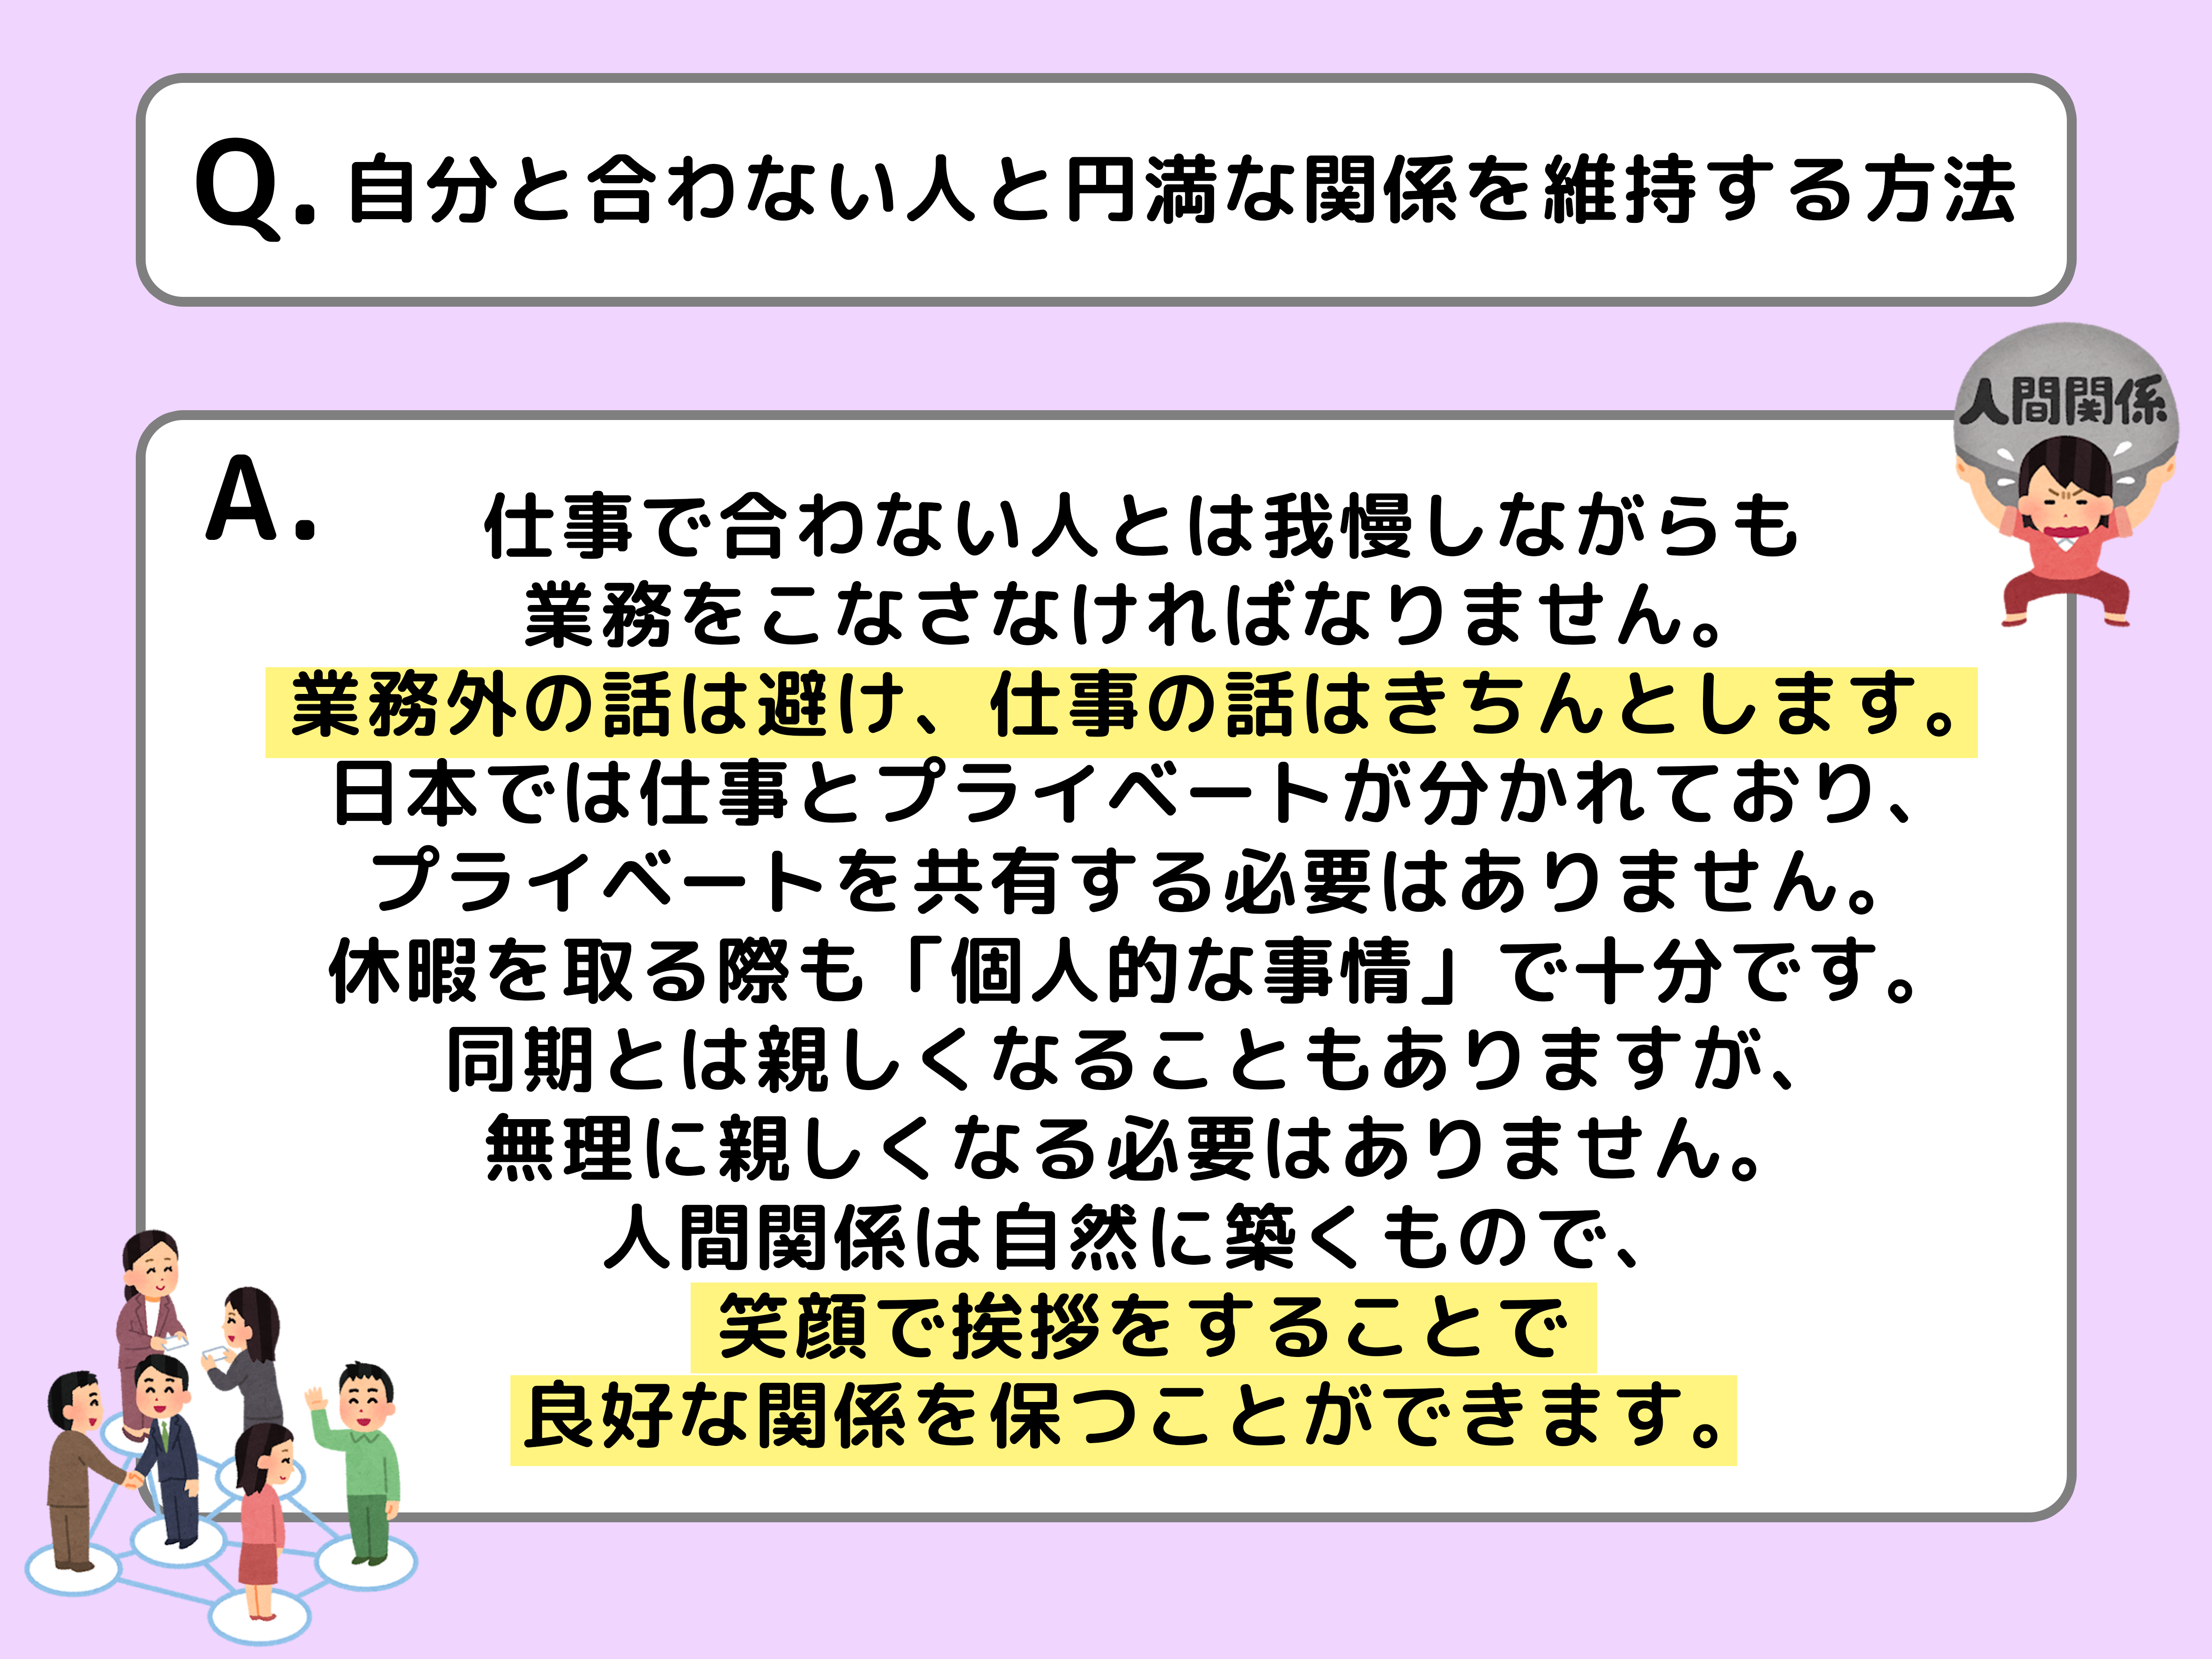 Q. 自分と合わない人と円満な関係を維持する方法
人間関係
A. 仕事で合わない人とは我慢しながらも
業務をこなさなければなりません。
業務外の話は避け、仕事の話はきちんとします。
日本では仕事とプライベートが分かれており、
プライベートを共有する必要はありません。
休暇を取る際も「個人的な事情」で十分です。
同期とは親しくなることもありますが、
無理に親しくなる必要はありません。
人間関係は自然に築くもので、
笑顔で挨拶をすることで
良好な関係を保つことができます。